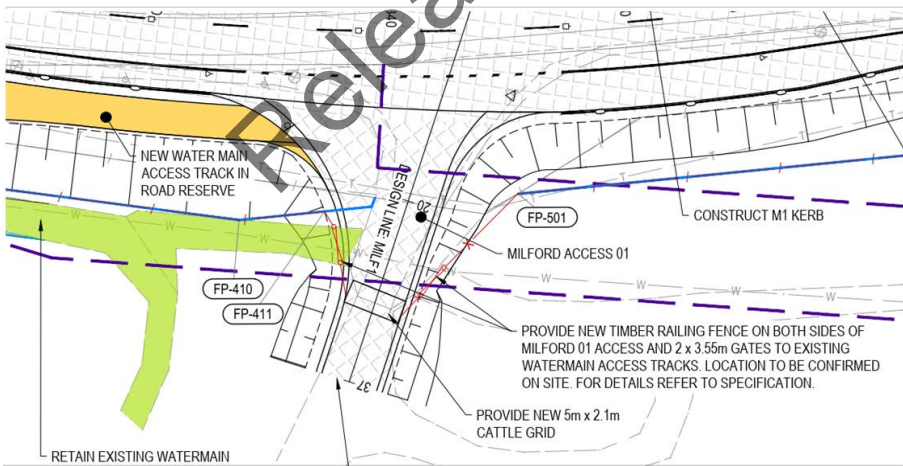 Relea
040
NEW WATER MAIN
ACCESS TRACK IN
ROAD RESERVE
DESIGN LINE MILF1
20
FP-501
CONSTRUCT M1 KERB
MILFORD ACCESS 01
FP-410
FP-411
PROVIDE NEW TIMBER RAILING FENCE ON BOTH SIDES OF
MILFORD 01 ACCESS AND 2 x 3.55m GATES TO EXISTING
WATERMAIN ACCESS TRACKS. LOCATION TO BE CONFIRMED
ON SITE. FOR DETAILS REFER TO SPECIFICATION.
37
PROVIDE NEW 5m x 2.1m
CATTLE GRID
RETAIN EXISTING WATERMAIN